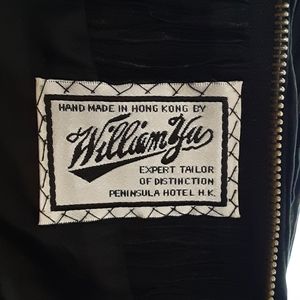 HAND MADE IN HONG KONG BY
William Yu
EXPERT TAILOR
OF DISTINCTION
PENINSULA HOTEL H.K.